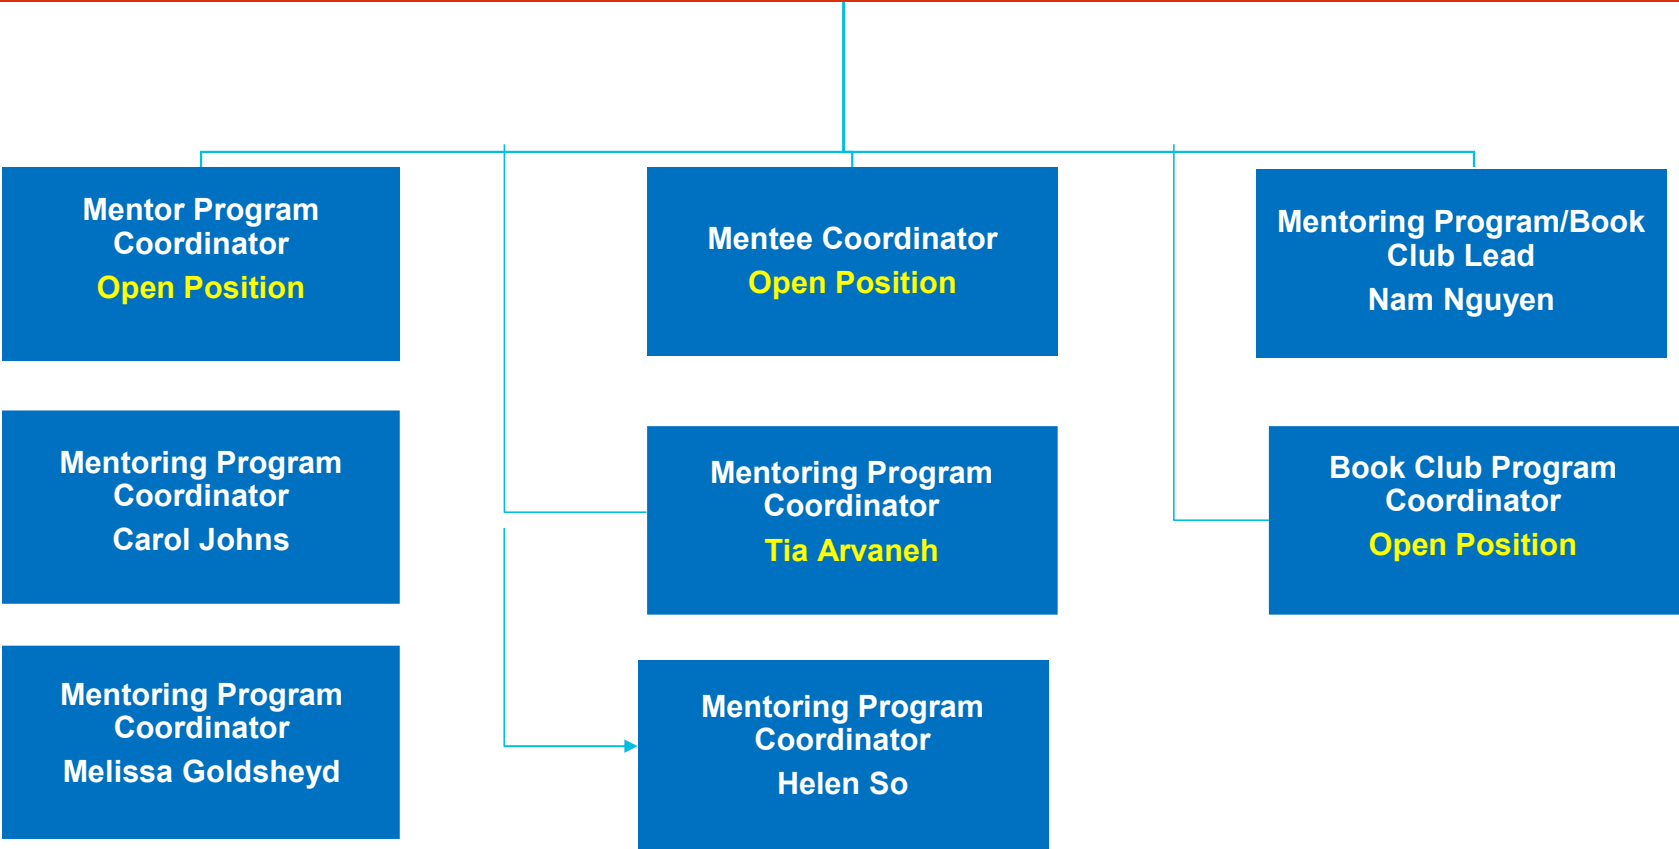 Mentor Program
Coordinator
Open Position
Mentee Coordinator
Open Position
Mentoring Program/Book
Club Lead
Nam Nguyen
Mentoring Program
Coordinator
Carol Johns
Mentoring Program
Coordinator
Tia Arvaneh
Book Club Program
Coordinator
Open Position
Mentoring Program
Coordinator
Melissa Goldsheyd
Mentoring Program
Coordinator
Helen So